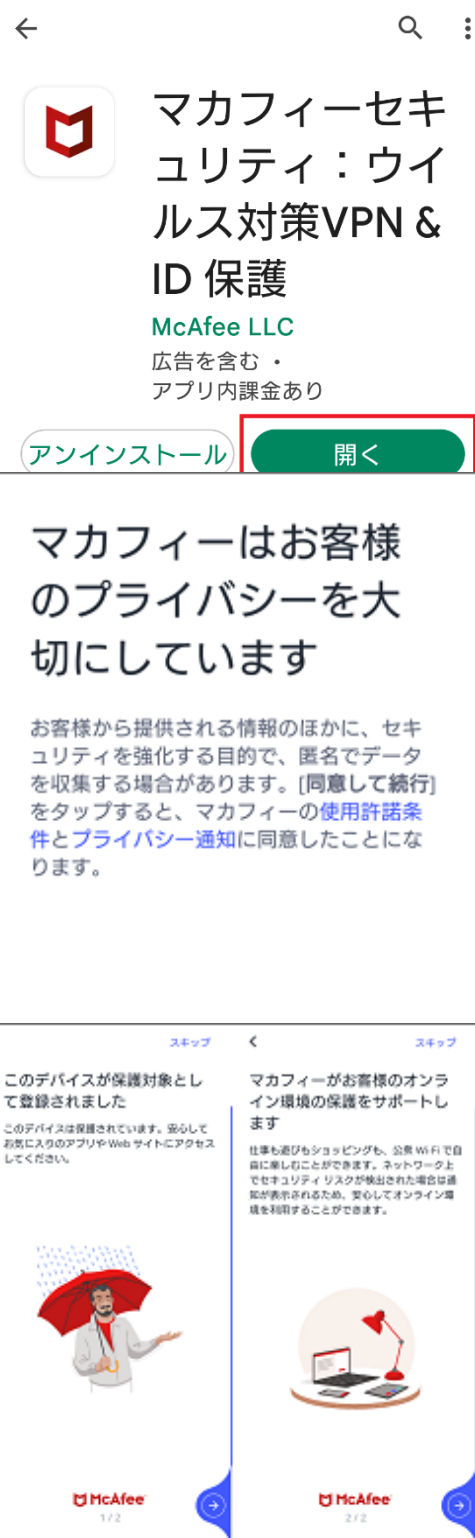 マカフィーセキ
ュリティ：ウイ
ルス対策VPN &
ID 保護
McAfee LLC
広告を含む・
アプリ内課金あり
アンインストール
開く
マカフィーはお客様
のプライバシーを大
切にしています
お客様から提供される情報のほかに、セキ
ュリティを強化する目的で、匿名でデータ
を収集する場合があります。[同意して続行]
をタップすると、マカフィーの使用許諾条
件とプライバシー通知に同意したことにな
ります。
スキップ
このデバイスが保護対象とし
て登録されました
このデバイスは保護されています。安心して
お気に入りのアプリや Web サイトにアクセス
してください。
McAfee
1/2
スキップ
マカフィーがお客様のオンラ
イン環境の保護をサポートし
ます
仕事も遊びもショッピングも、公衆 Wi-Fi で自
由に楽しむことができます。ネットワーク上
でセキュリティ リスクが検出された場合は通
知が表示されるため、安心してオンライン環
境を利用することができます。
McAfee
2/2